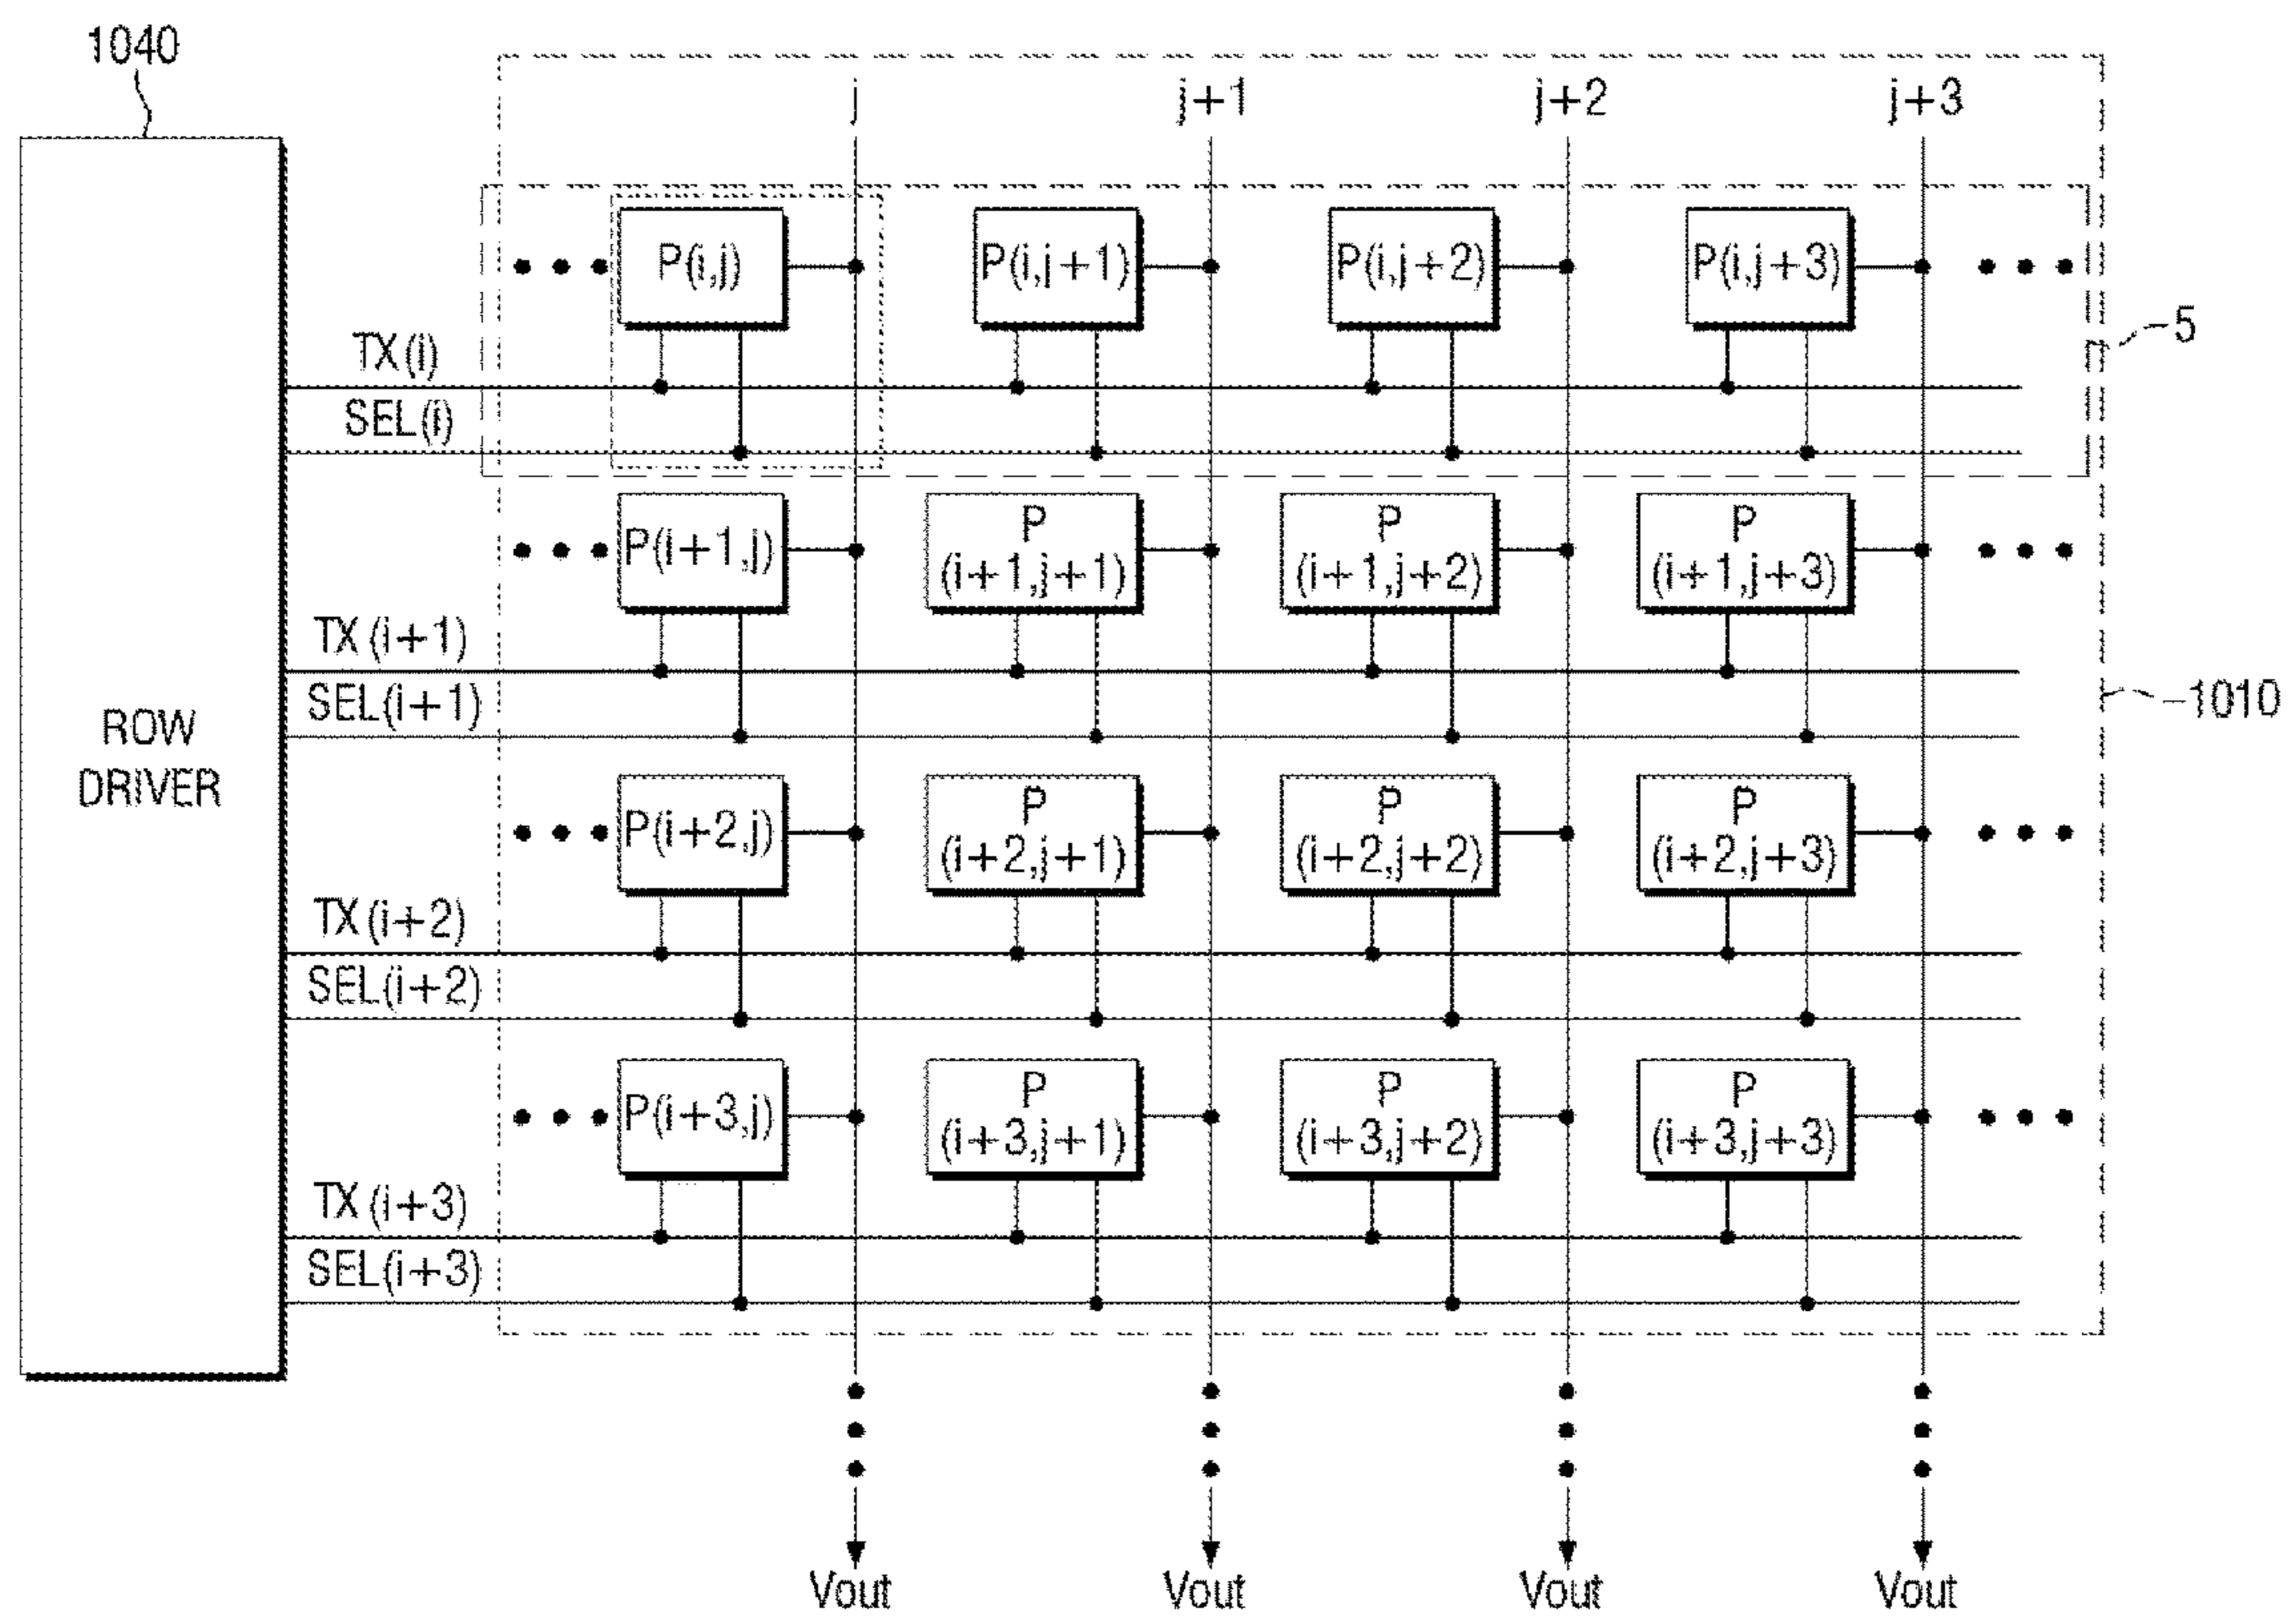 1040
j
j+1
j+2
j+3
P(i,j)
P(i,j+1)
P(i,j+2)
P(i,j+3)
5
TX(i)
SEL(i)
P(i+1,j)
P
(i+1,j+1)
P
(i+1,j+2)
P
(i+1,j+3)
TX(i+1)
SEL(i+1)
1010
ROW
DRIVER
P(i+2,j)
P
(i+2,j+1)
P
(i+2,j+2)
P
(i+2,j+3)
TX(i+2)
SEL(i+2)
P(i+3,j)
P
(i+3,j+1)
P
(i+3,j+2)
P
(i+3,j+3)
TX(i+3)
SEL(i+3)
Vout
Vout
Vout
Vout